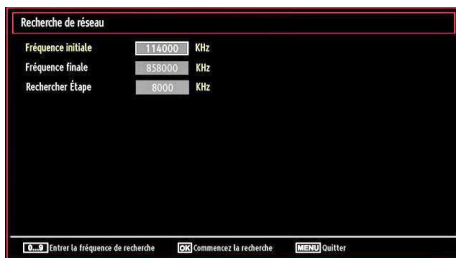 Recherche de réseau
Fréquence initiale 114000 KHz
Fréquence finale 858000 KHz
Rechercher Étape 8000 KHz
0...9 Entrer la fréquence de recherche OK Commencez la recherche MENU Quitter